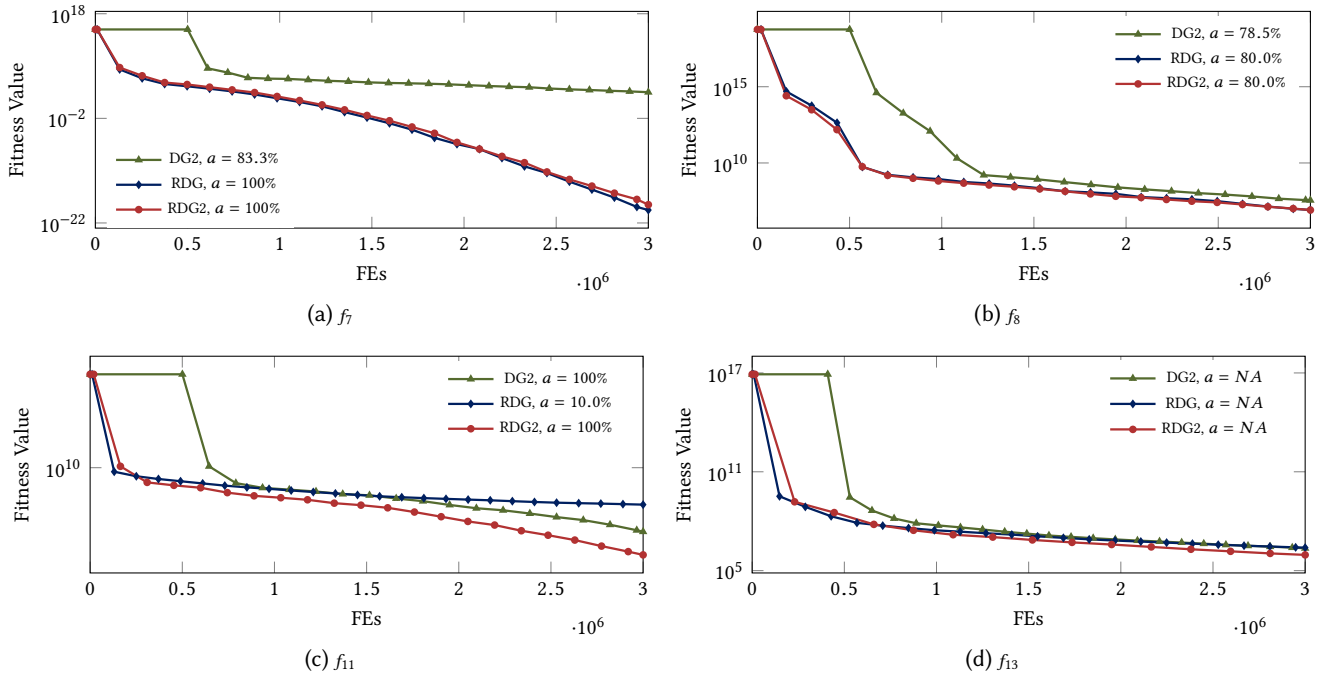 10^18
10^-2
10^-22
Fitness Value
DG2, a = 83.3%
RDG, a = 100%
RDG2, a = 100%
0 0.5 1 1.5 2 2.5 3
FEs
·10^6
(a) f7
10^15
10^10
Fitness Value
DG2, a = 78.5%
RDG, a = 80.0%
RDG2, a = 80.0%
0 0.5 1 1.5 2 2.5 3
FEs
·10^6
(b) f8
10^10
Fitness Value
DG2, a = 100%
RDG, a = 10.0%
RDG2, a = 100%
0 0.5 1 1.5 2 2.5 3
FEs
·10^6
(c) f11
10^17
10^11
10^5
Fitness Value
DG2, a = NA
RDG, a = NA
RDG2, a = NA
0 0.5 1 1.5 2 2.5 3
FEs
·10^6
(d) f13